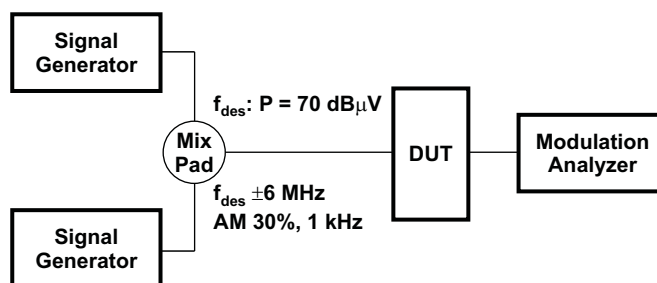 Signal
Generator
f_des: P = 70 dBμV
Mix
Pad
DUT
Modulation
Analyzer
f_des ±6 MHz
AM 30%, 1 kHz
Signal
Generator